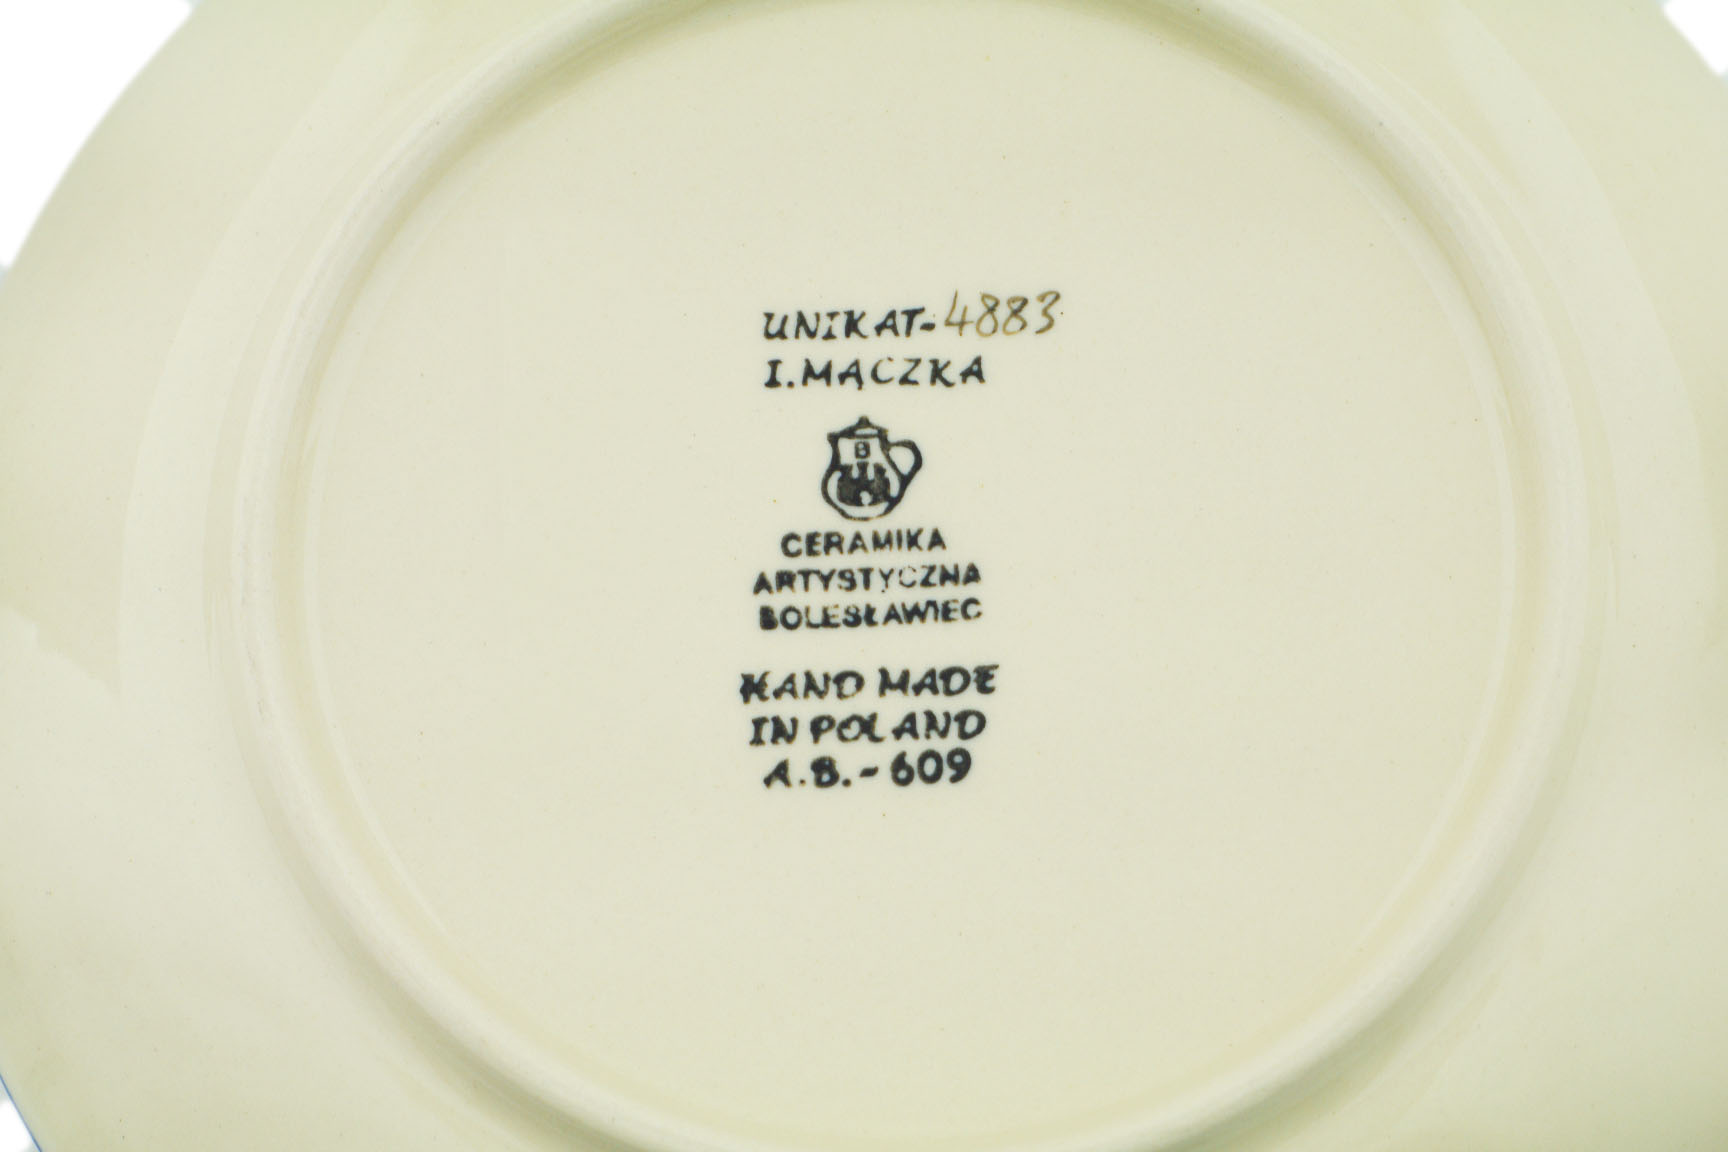 UNIKAT-4883
I. MĄCZKA
B
CERAMIKA
ARTYSTYCZNA
BOLESŁAWIEC
HAND MADE
IN POLAND
A.B.-609